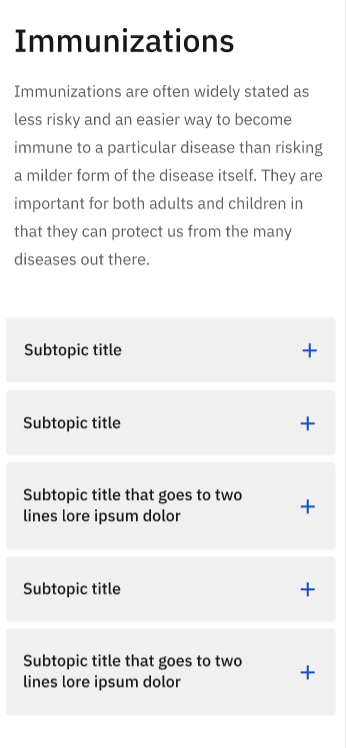 Immunizations
Immunizations are often widely stated as
less risky and an easier way to become
immune to a particular disease than risking
a milder form of the disease itself. They are
important for both adults and children in
that they can protect us from the many
diseases out there.
Subtopic title
Subtopic title
Subtopic title that goes to two
lines lore ipsum dolor
Subtopic title
Subtopic title that goes to two
lines lore ipsum dolor